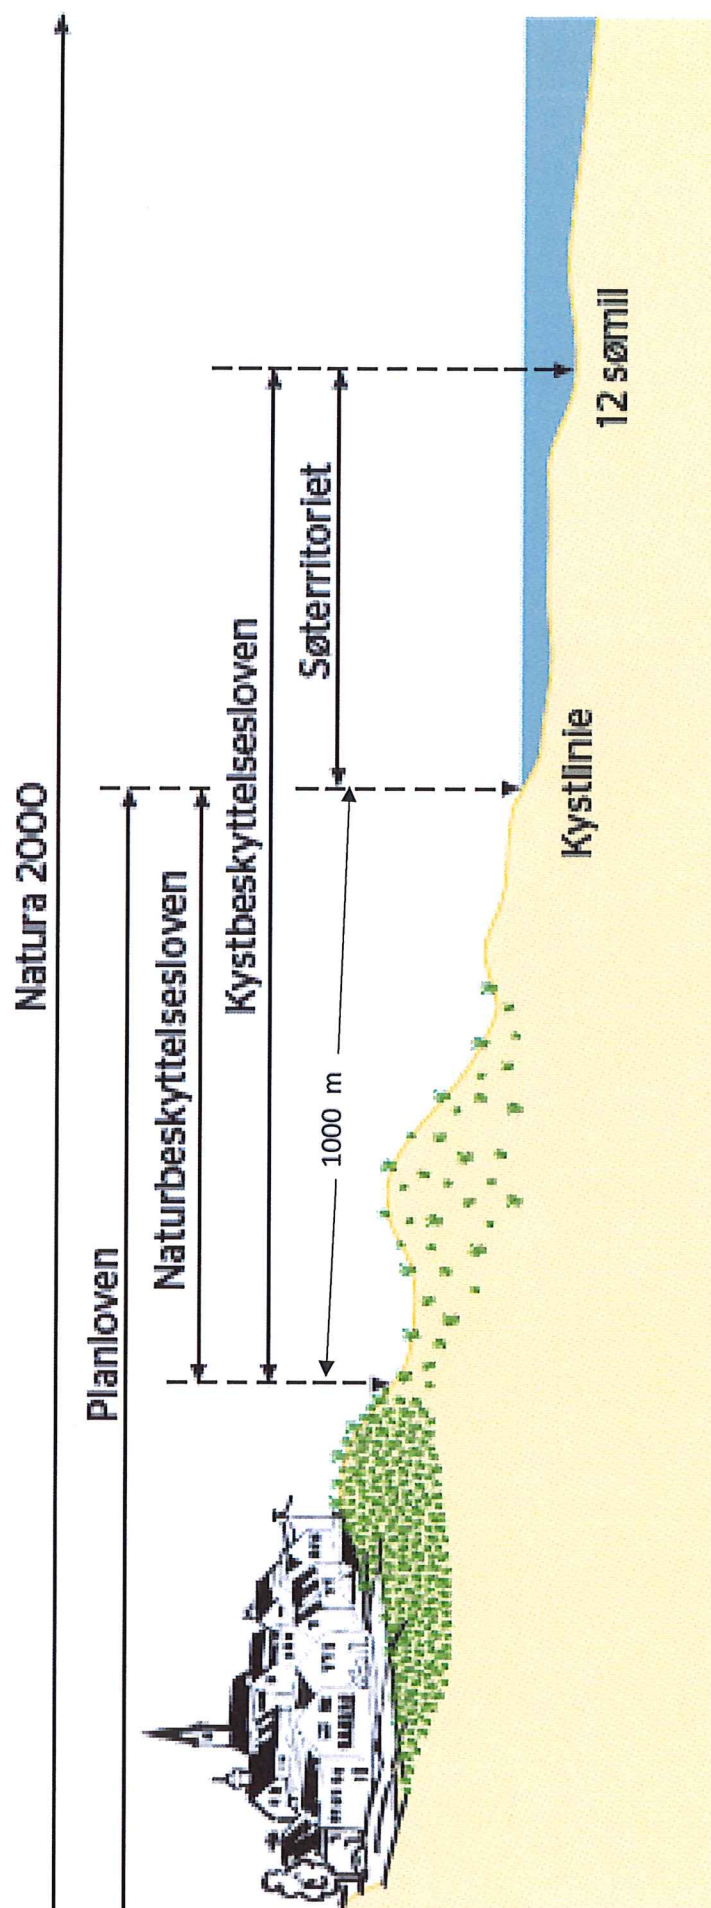 Natura 2000
Planloven
Naturbeskyttelsesloven
Kystbeskyttelsesloven
Søterritoriet
1000 m
Kystlinie
12 sømil